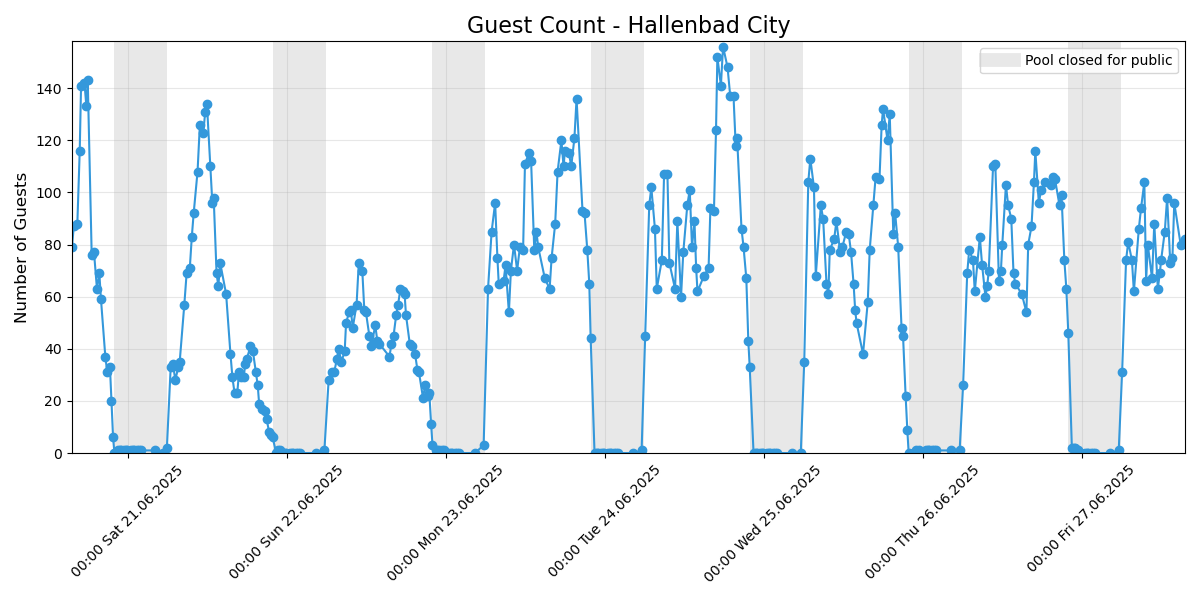 Guest Count - Hallenbad City
Pool closed for public
Number of Guests
140
120
100
80
60
40
20
0
00:00 Sat 21.06.2025
00:00 Sun 22.06.2025
00:00 Mon 23.06.2025
00:00 Tue 24.06.2025
00:00 Wed 25.06.2025
00:00 Thu 26.06.2025
00:00 Fri 27.06.2025